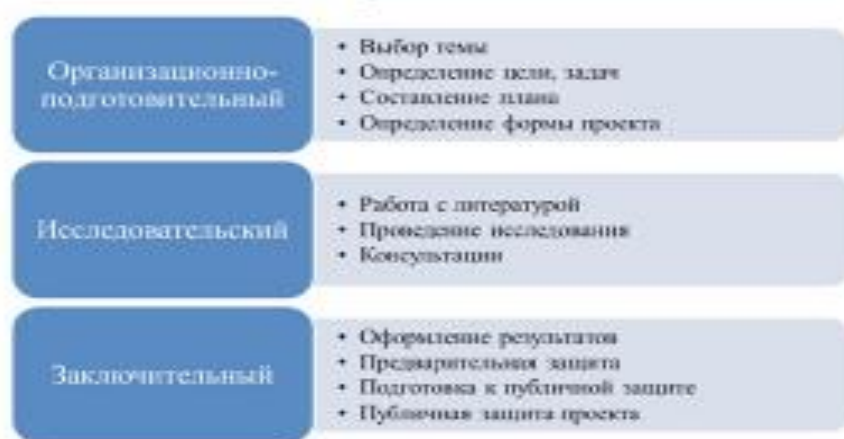 Организационно-
подготовительный
• Выбор темы
• Определение цели, задач
• Составление плана
• Определение формы проекта
Исследовательский
• Работа с литературой
• Проведение исследования
• Консультации
Заключительный
• Оформление результатов
• Предварительная защита
• Подготовка к публичной защите
• Публичная защита проекта